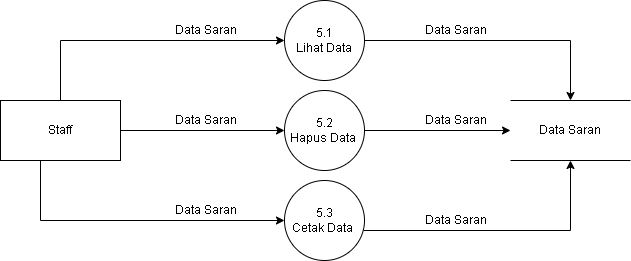 Data Saran
5.1
Lihat Data
Data Saran
Staff
Data Saran
5.2
Hapus Data
Data Saran
Data Saran
Data Saran
5.3
Cetak Data
Data Saran